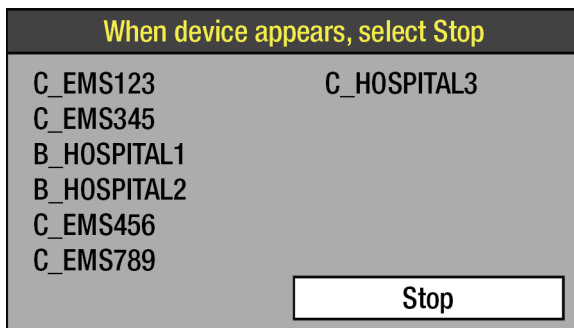 When device appears, select Stop
C_EMS123
C_EMS345
B_HOSPITAL1
B_HOSPITAL2
C_EMS456
C_EMS789
C_HOSPITAL3
Stop